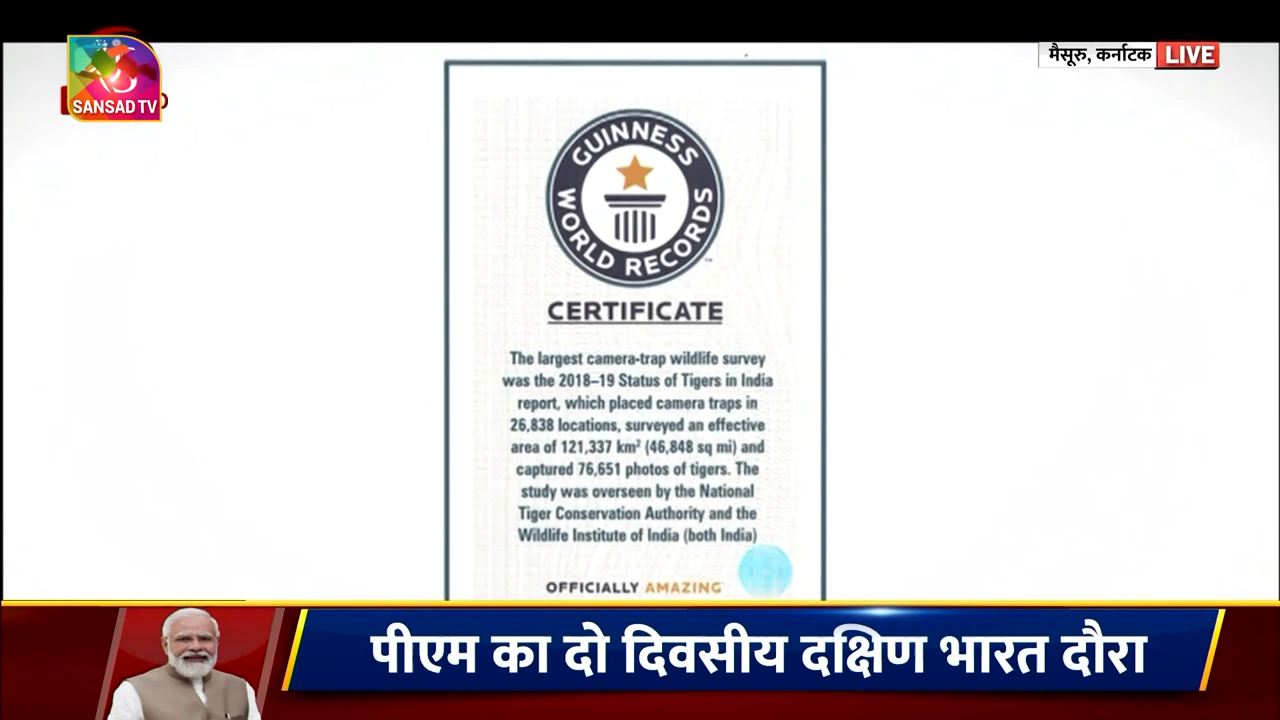 SANSAD TV
मैसूरु, कर्नाटक LIVE
GUINNESS
WORLD RECORDS
CERTIFICATE
The largest camera-trap wildlife survey
was the 2018–19 Status of Tigers in India
report, which placed camera traps in
26,838 locations, surveyed an effective
area of 121,337 km² (46,848 sq mi) and
captured 76,651 photos of tigers. The
study was overseen by the National
Tiger Conservation Authority and the
Wildlife Institute of India (both India)
OFFICIALLY AMAZING
पीएम का दो दिवसीय दक्षिण भारत दौरा